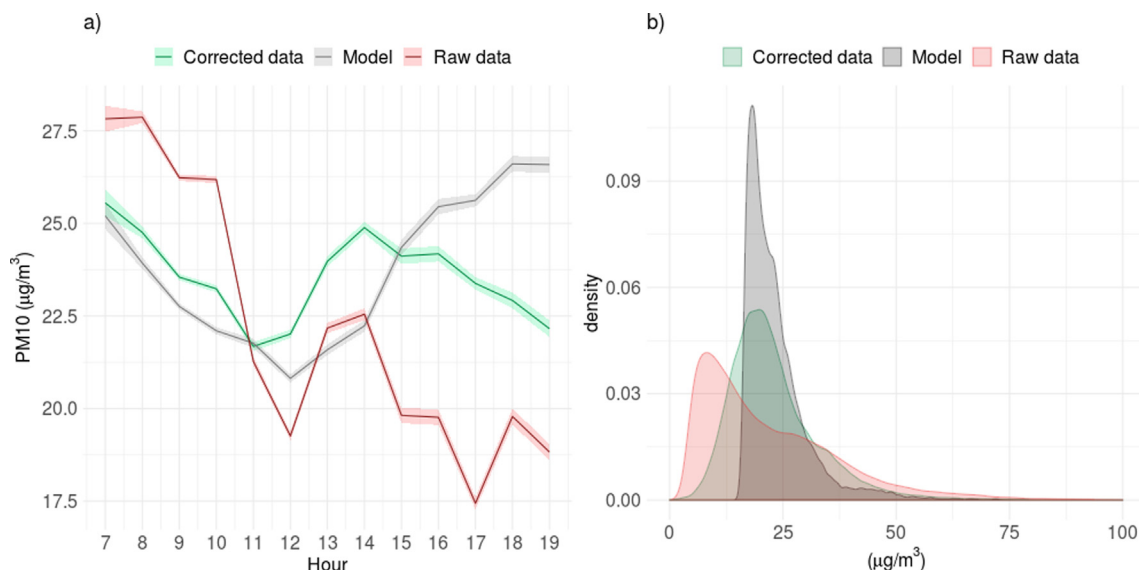 a)
Corrected data Model Raw data
PM10 (μg/m³)
27.5
25.0
22.5
20.0
17.5
7 8 9 10 11 12 13 14 15 16 17 18 19
Hour
b)
Corrected data Model Raw data
density
0.09
0.06
0.03
0.00
0 25 50 75 100
(μg/m³)